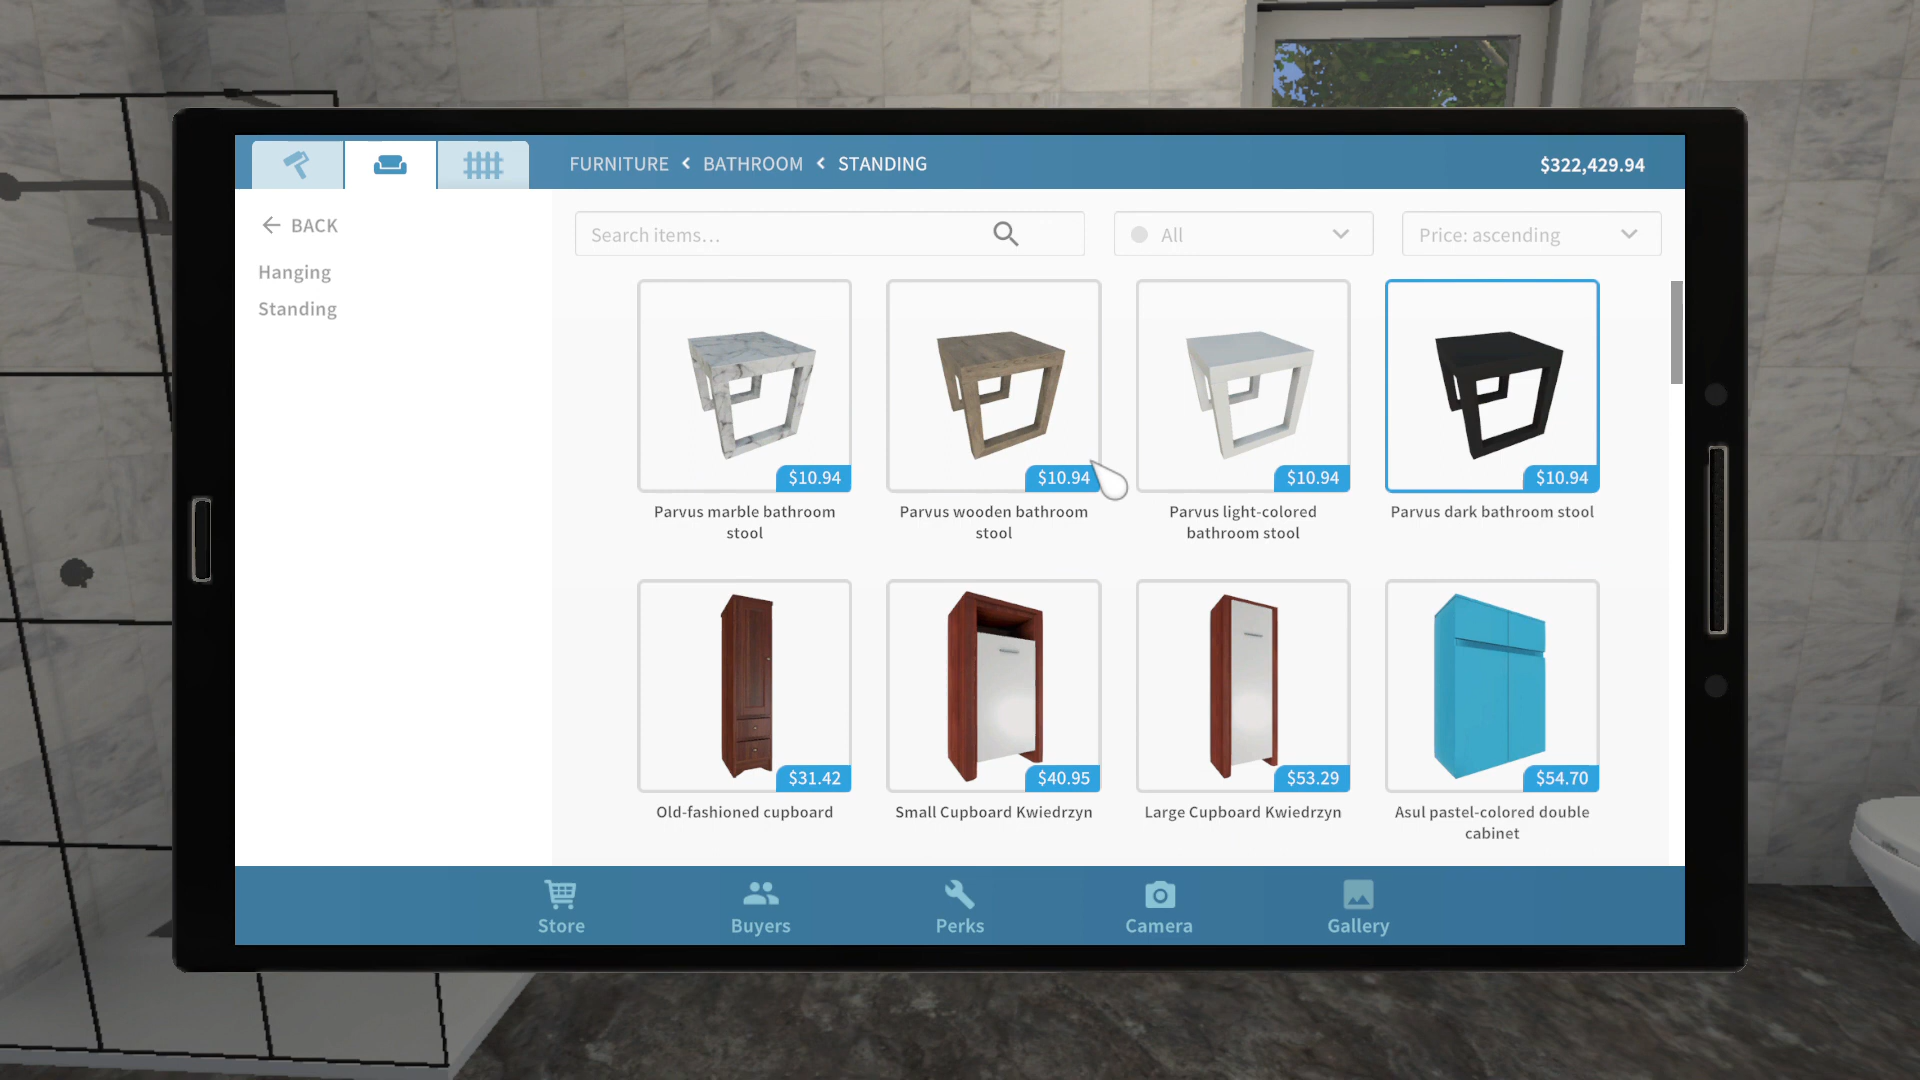 FURNITURE < BATHROOM < STANDING
$322,429.94
BACK
Hanging
Standing
Search items...
All
Price: ascending
$10.94
$10.94
$10.94
$10.94
Parvus marble bathroom
stool
Parvus wooden bathroom
stool
Parvus light-colored
bathroom stool
Parvus dark bathroom stool
$31.42
$40.95
$53.29
$54.70
Old-fashioned cupboard
Small Cupboard Kwiedrzyn
Large Cupboard Kwiedrzyn
Asul pastel-colored double
cabinet
Store
Buyers
Perks
Camera
Gallery